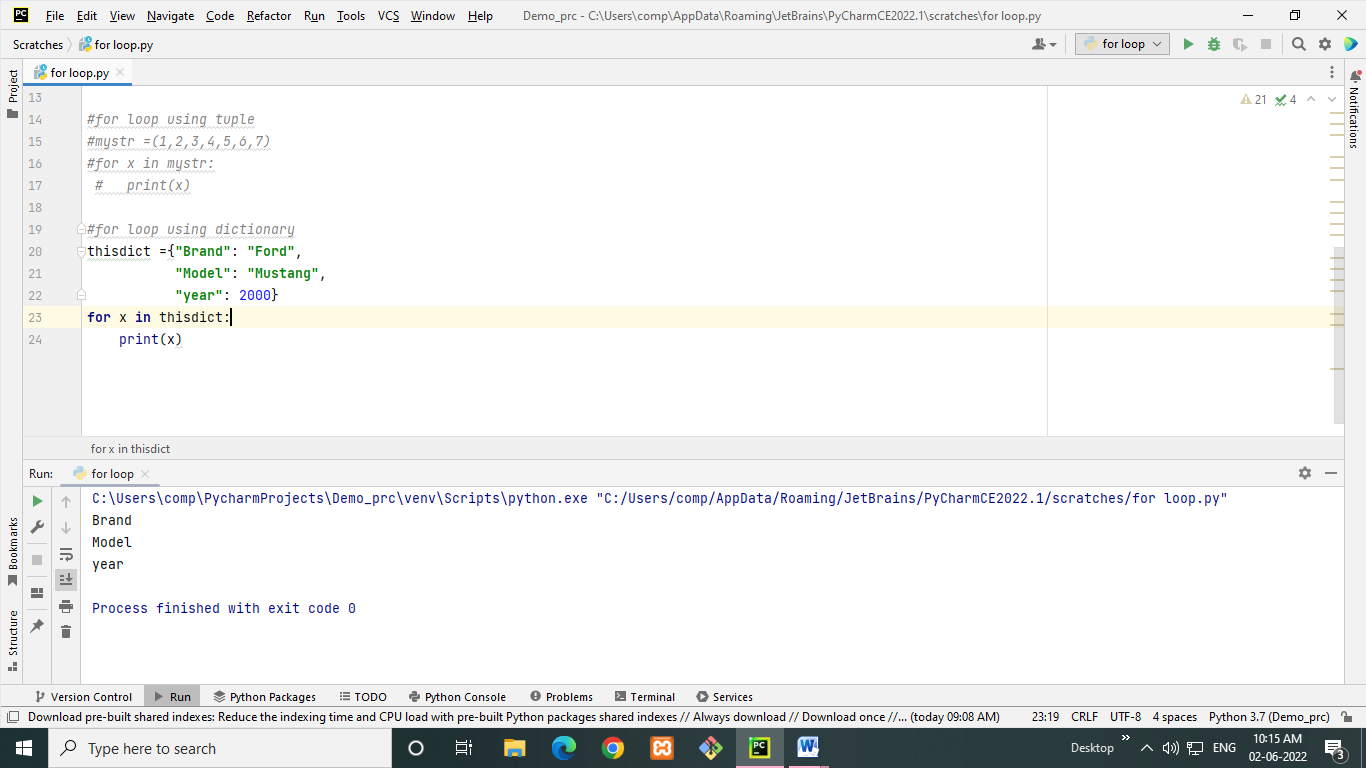 PC File Edit View Navigate Code Refactor Run Tools VCS Window Help Demo_prc - C:\Users\comp\AppData\Roaming\JetBrains\PyCharmCE2022.1\scratches\for loop.py
Scratches for loop.py for loop
Project for loop.py
21 4
Notifications
13
14 #for loop using tuple
15 #mystr =(1,2,3,4,5,6,7)
16 #for x in mystr:
17 #   print(x)
18
19 #for loop using dictionary
20 thisdict ={"Brand": "Ford",
21            "Model": "Mustang",
22            "year": 2000}
23 for x in thisdict:
24     print(x)
for x in thisdict
Run: for loop
C:\Users\comp\PycharmProjects\Demo_prc\venv\Scripts\python.exe "C:/Users/comp/AppData/Roaming/JetBrains/PyCharmCE2022.1/scratches/for loop.py"
Brand
Model
year
Process finished with exit code 0
Bookmarks
Structure
Version Control Run Python Packages TODO Python Console Problems Terminal Services
Download pre-built shared indexes: Reduce the indexing time and CPU load with pre-built Python packages shared indexes // Always download // Download once //... (today 09:08 AM) 23:19 CRLF UTF-8 4 spaces Python 3.7 (Demo_prc)
Type here to search PC W Desktop » ENG 10:15 AM 3
02-06-2022